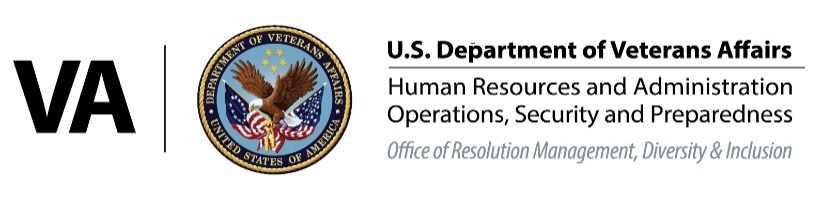 VA
DEPARTMENT OF VETERANS AFFAIRS
UNITED STATES OF AMERICA
U.S. Department of Veterans Affairs
Human Resources and Administration
Operations, Security and Preparedness
Office of Resolution Management, Diversity & Inclusion